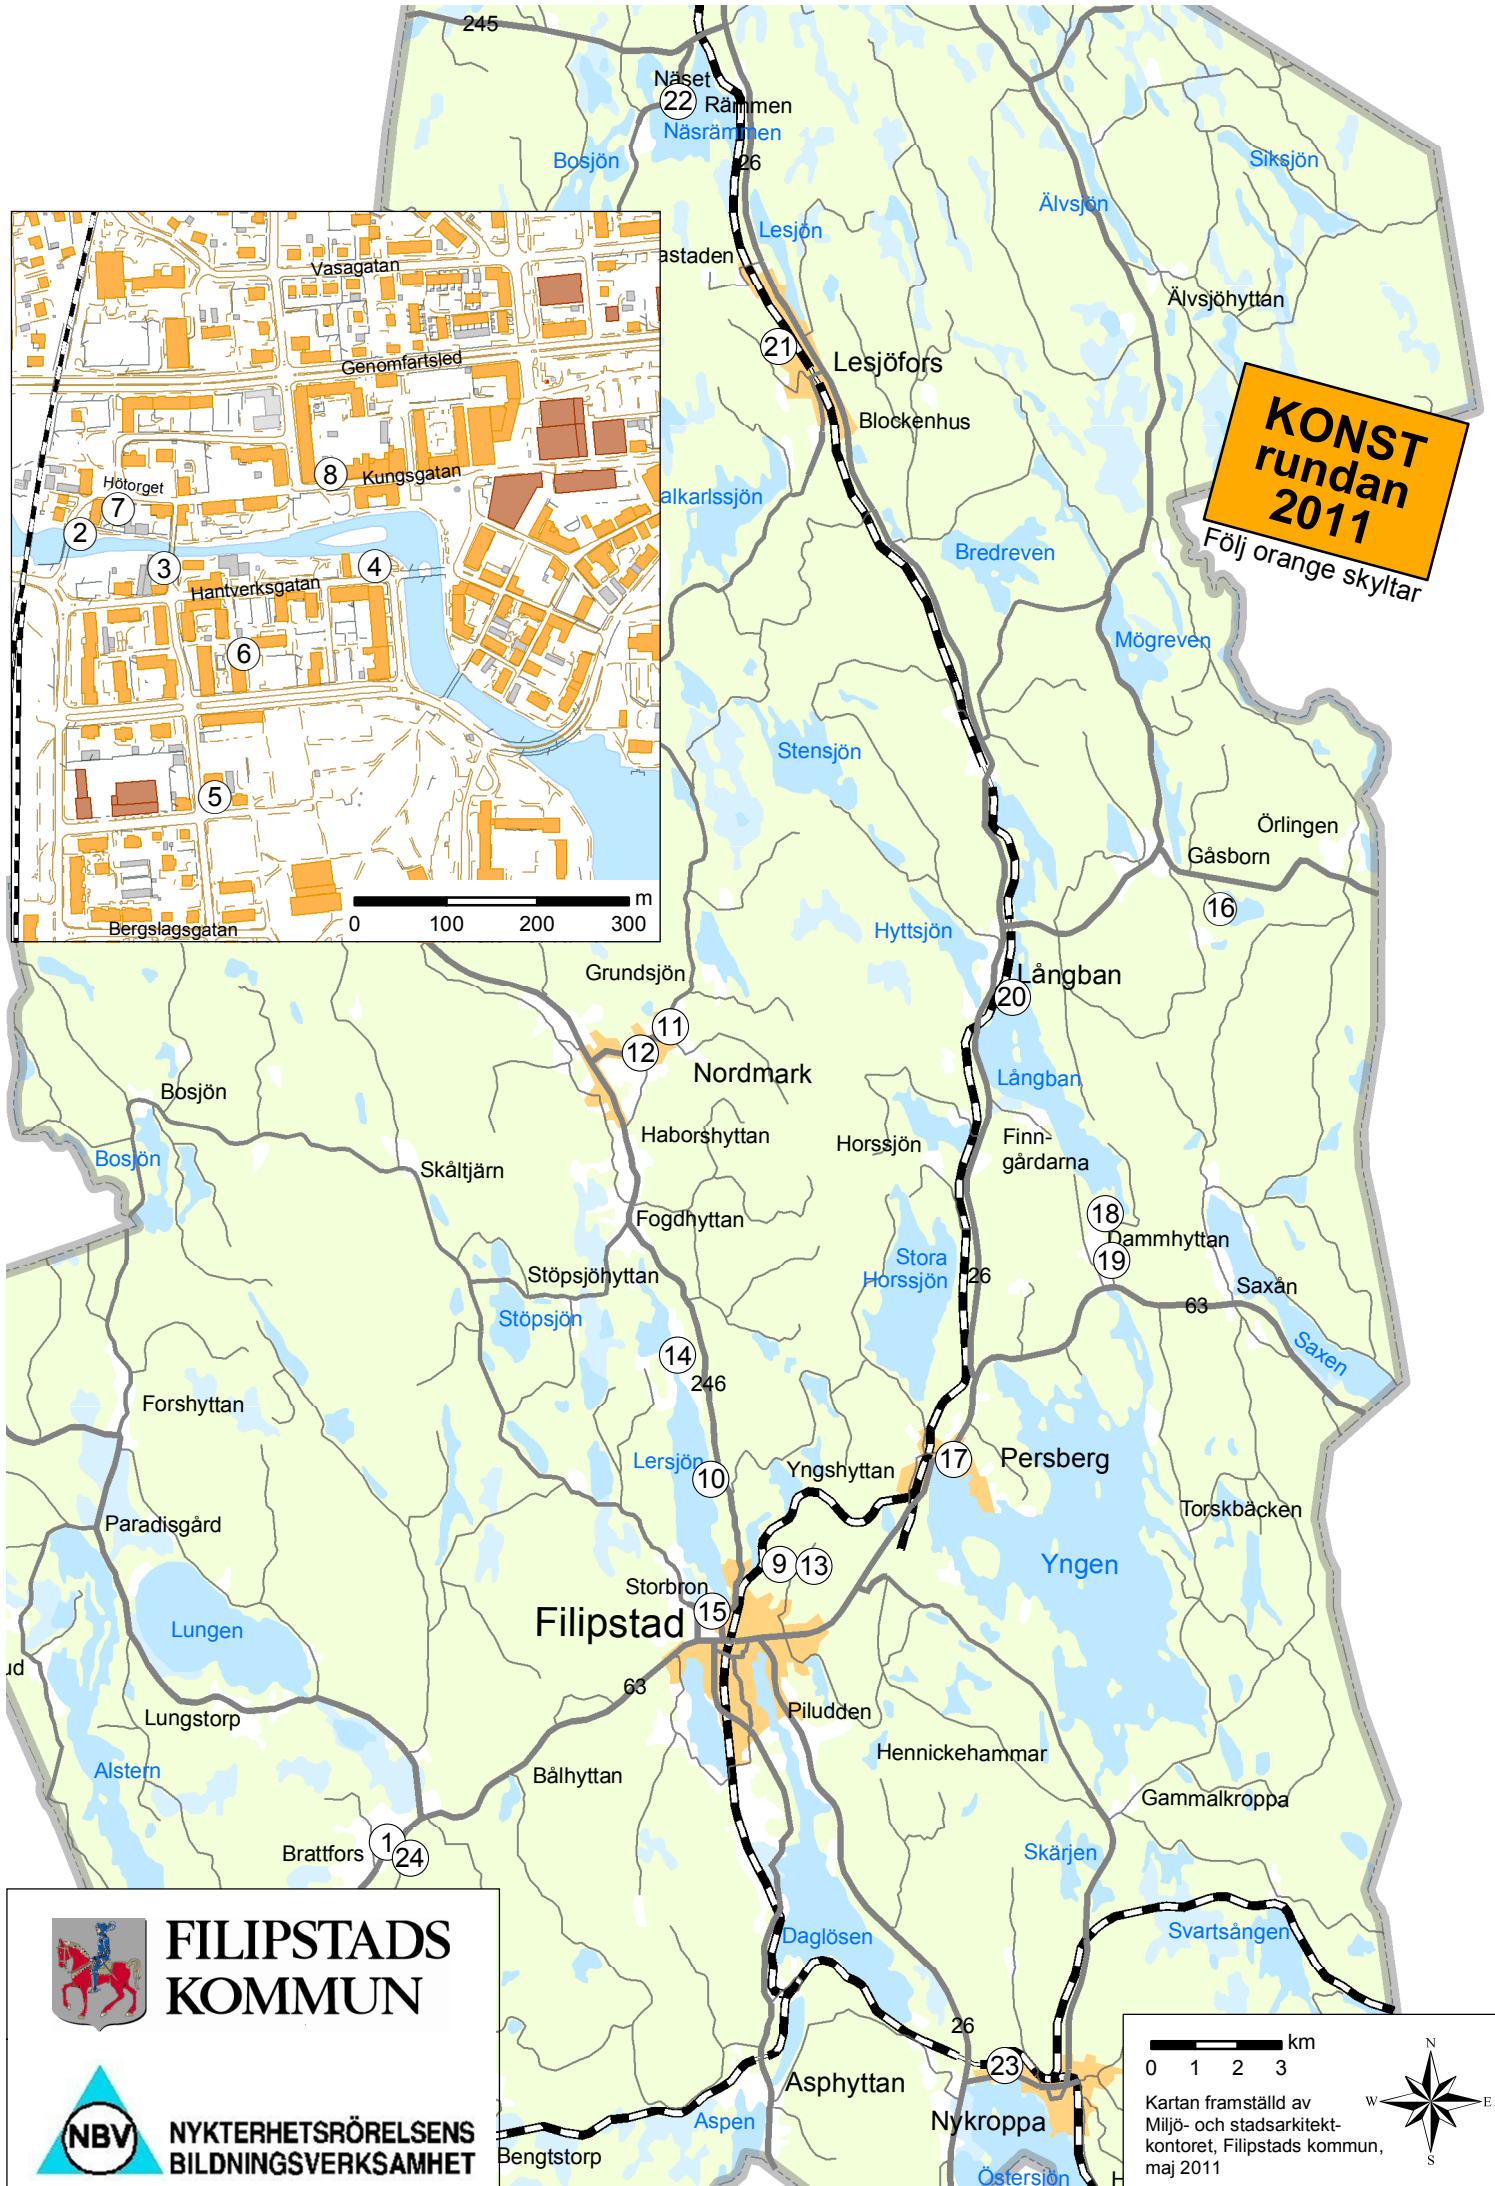 245
Näset
22
Rämmen
Näsrämmen
Bosjön
26
Siksjön
Älvsjön
Lesjön
astaden
Älvsjöhyttan
21
Lesjöfors
Blockenhus
KONST
rundan
2011
Följ orange skyltar
alkarlssjön
Bredreven
Mögreven
Stensjön
Örlingen
Gåsborn
16
Hyttsjön
Långban
20
Vasagatan
Genomfartsled
8
Kungsgatan
Hötorget
7
2
3
4
Hantverksgatan
6
5
m
0 100 200 300
Bergslagsgatan
Grundsjön
11
12
Nordmark
Långban
Bosjön
Haborshyttan
Horssjön
Finn-
gårdarna
Bosjön
Skåltjärn
18
Fogdhyttan
Dammhyttan
19
Stora
Horssjön
26
Stöpsjöhyttan
Saxån
63
Stöpsjön
Saxen
14
246
Forshyttan
Lersjön
10
Yngshyttan
17
Persberg
Paradisgård
Torskbäcken
9
13
Yngen
Storbron
15
Filipstad
Lungen
ud
63
Lungstorp
Piludden
Hennickehammar
Alstern
Bålhyttan
Gammalkroppa
Brattfors
1
24
Skärjen
Daglösen
Svartsången
26
23
Asphyttan
Nykroppa
Aspen
Bengtstorp
Östersjön
H
FILIPSTADS
KOMMUN
NBV
NYKTERHETSRÖRELSENS
BILDNINGSVERKSAMHET
km
0 1 2 3
Kartan framställd av
Miljö- och stadsarkitekt-
kontoret, Filipstads kommun,
maj 2011
N
W
E
S